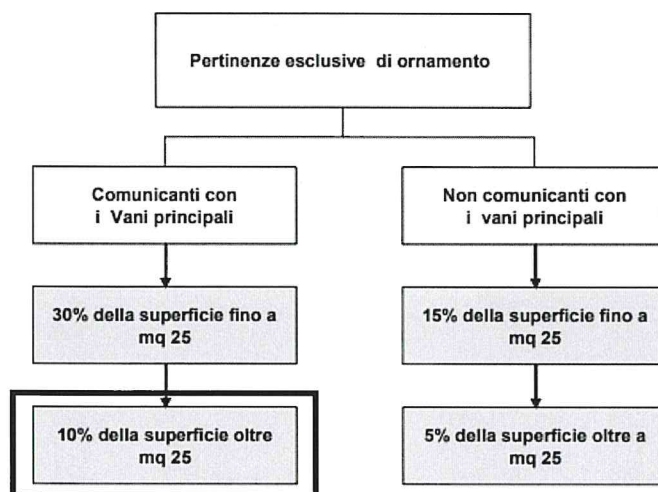 Pertinenze esclusive di ornamento
Comunicanti con
i Vani principali
Non comunicanti con
i vani principali
30% della superficie fino a
mq 25
15% della superficie fino a
mq 25
10% della superficie oltre
mq 25
5% della superficie oltre a
mq 25